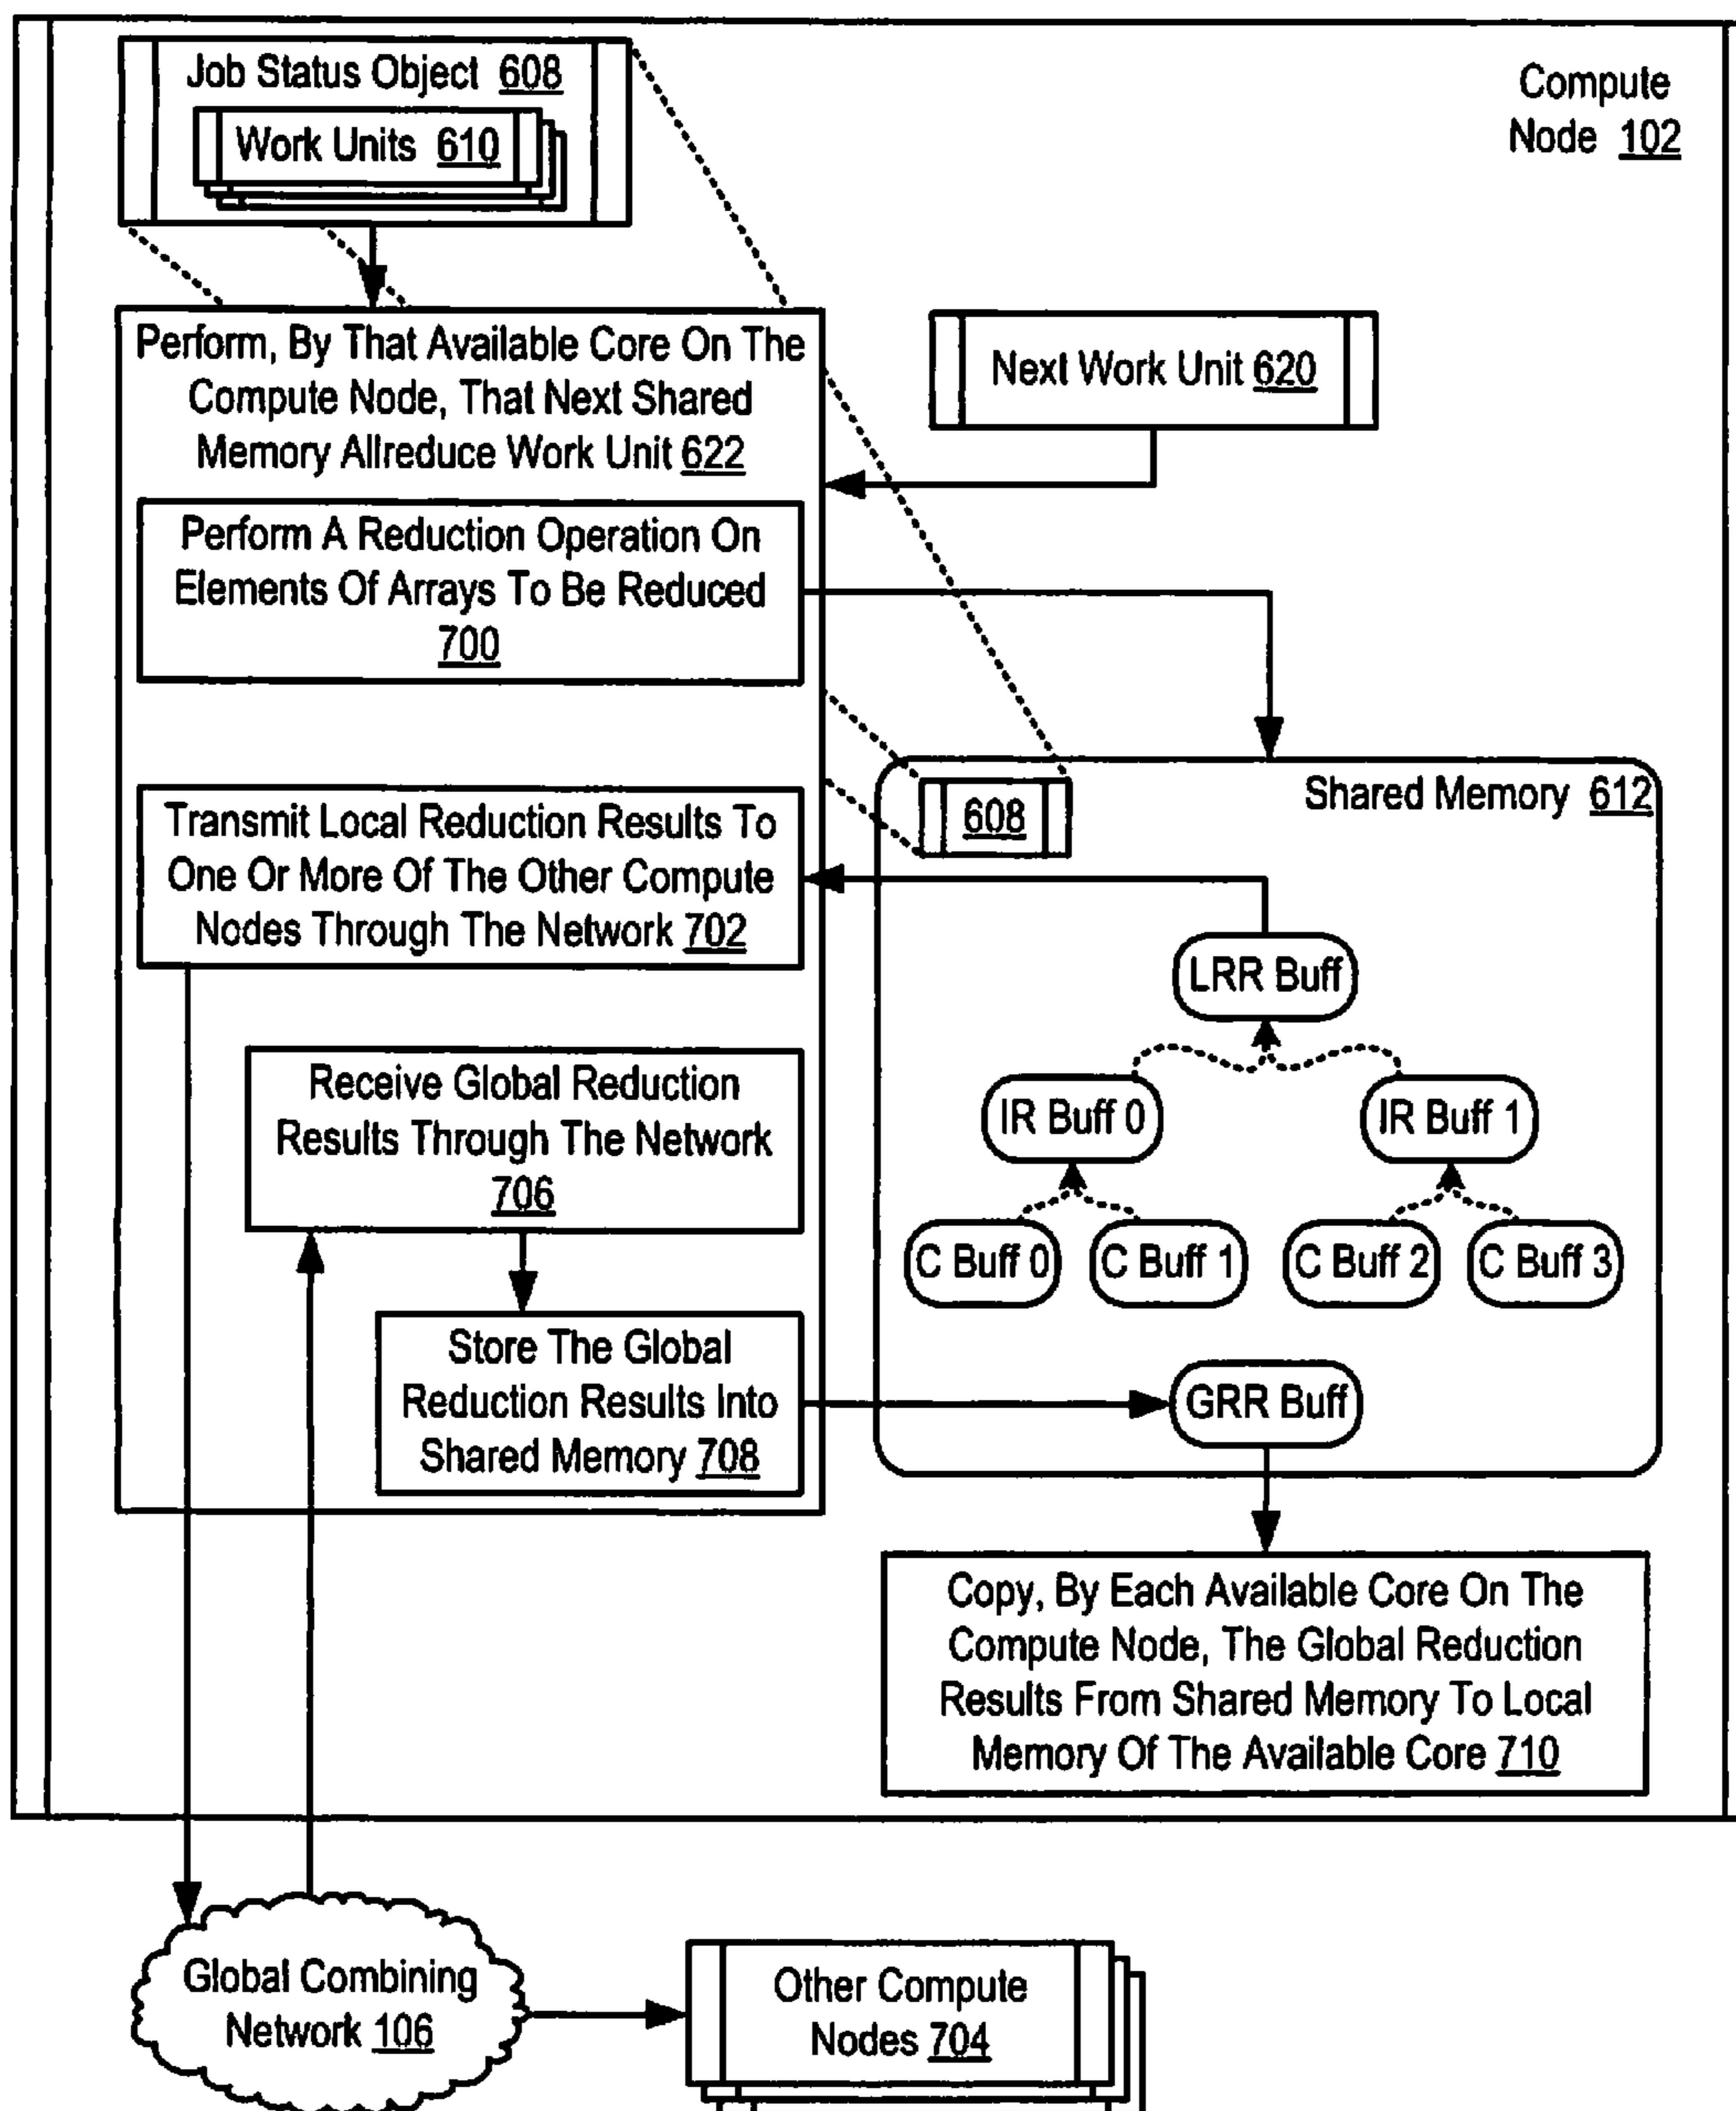 Job Status Object 608
Work Units 610
Compute
Node 102
Perform, By That Available Core On The
Compute Node, That Next Shared
Memory Allreduce Work Unit 622
Next Work Unit 620
Perform A Reduction Operation On
Elements Of Arrays To Be Reduced
700
Shared Memory 612
608
Transmit Local Reduction Results To
One Or More Of The Other Compute
Nodes Through The Network 702
LRR Buff
IR Buff 0
IR Buff 1
C Buff 0
C Buff 1
C Buff 2
C Buff 3
Receive Global Reduction
Results Through The Network
706
Store The Global
Reduction Results Into
Shared Memory 708
GRR Buff
Copy, By Each Available Core On The
Compute Node, The Global Reduction
Results From Shared Memory To Local
Memory Of The Available Core 710
Global Combining
Network 106
Other Compute
Nodes 704